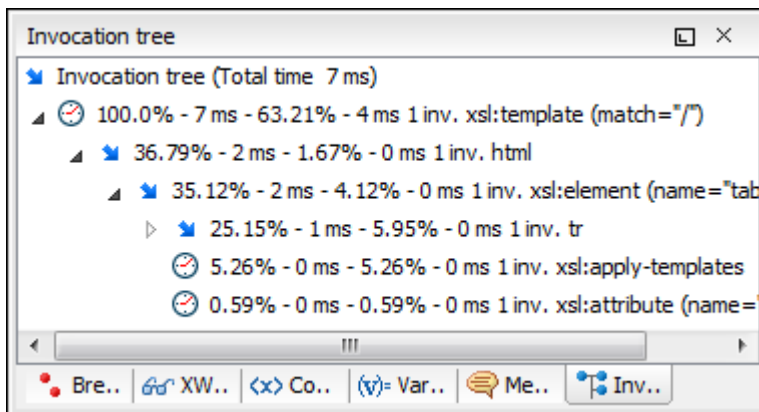 Invocation tree
Invocation tree (Total time 7 ms)
100.0% - 7 ms - 63.21% - 4 ms 1 inv. xsl:template (match="/")
36.79% - 2 ms - 1.67% - 0 ms 1 inv. html
35.12% - 2 ms - 4.12% - 0 ms 1 inv. xsl:element (name="tab
25.15% - 1 ms - 5.95% - 0 ms 1 inv. tr
5.26% - 0 ms - 5.26% - 0 ms 1 inv. xsl:apply-templates
0.59% - 0 ms - 0.59% - 0 ms 1 inv. xsl:attribute (name="
Bre.. XW.. <x> Co.. (v)= Var.. Me.. Inv..